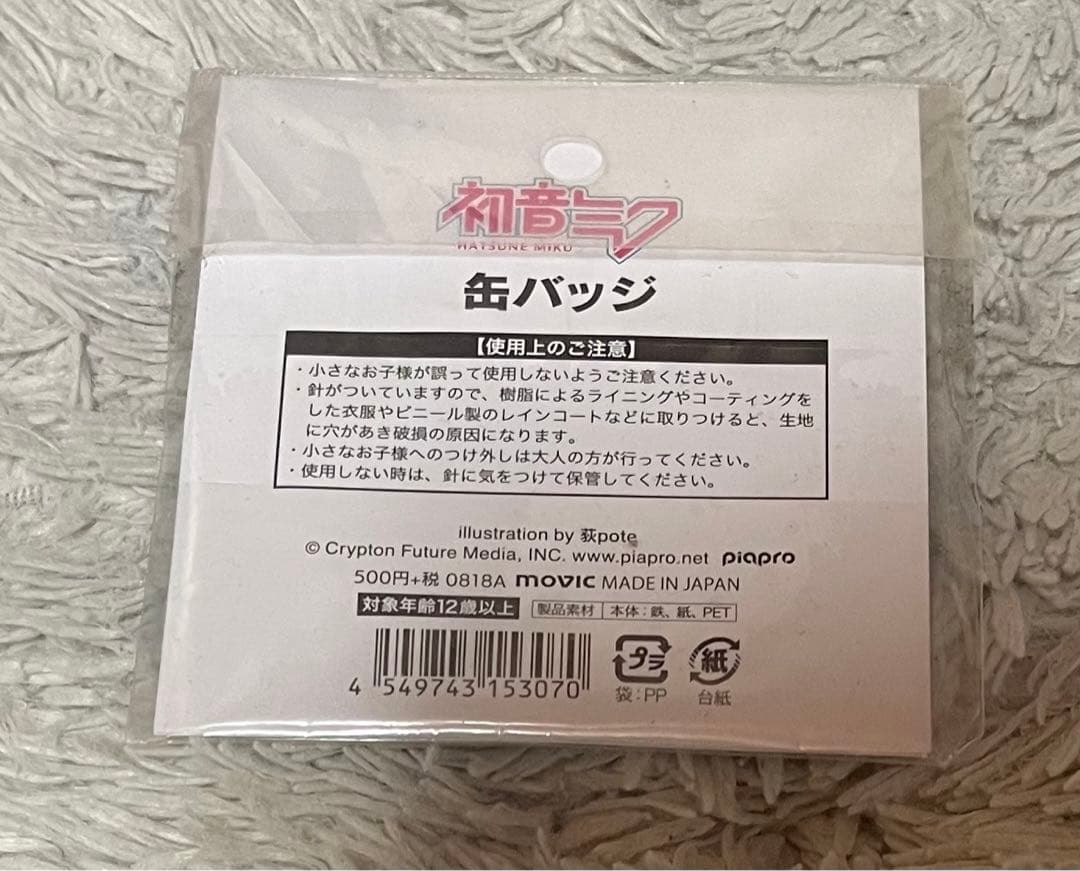 初音ミク
HATSUNE MIKU
缶バッジ
【使用上のご注意】
・小さなお子様が誤って使用しないようご注意ください。
・針がついていますので、樹脂によるライニングやコーティングを
した衣服やビニール製のレインコートなどに取りつけると、生地
に穴があき破損の原因になります。
・小さなお子様へのつけ外しは大人の方が行ってください。
・使用しない時は、針に気をつけて保管してください。
illustration by 荻pote
© Crypton Future Media, INC. www.piapro.net piapro
500円+税 0818A movic MADE IN JAPAN
対象年齢12歳以上 製品素材 本体:鉄、紙、PET
4 549743 153070
プラ 紙
袋:PP 台紙